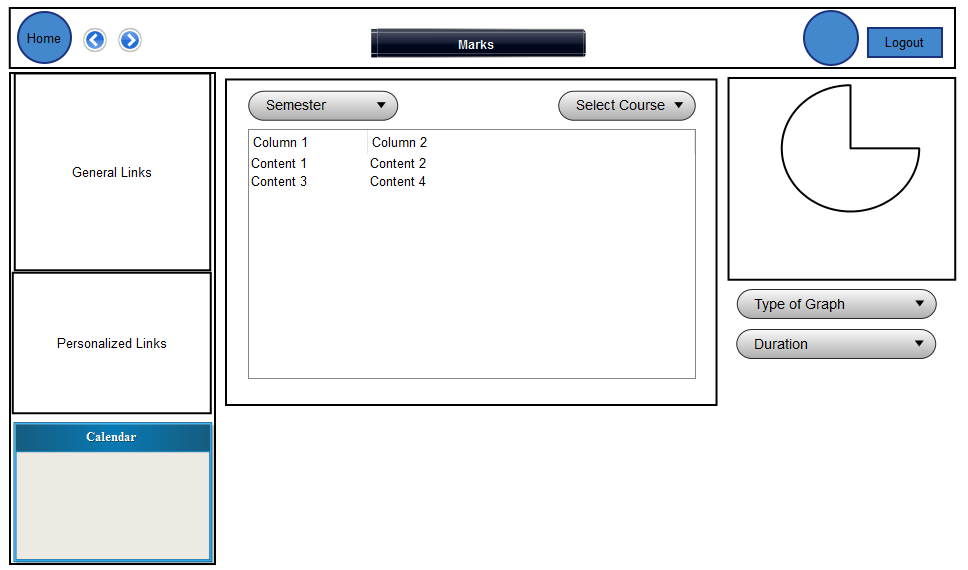 Home
Marks
Logout
General Links
Personalized Links
Calendar
Semester
Select Course
Column 1 Column 2
Content 1 Content 2
Content 3 Content 4
Type of Graph
Duration